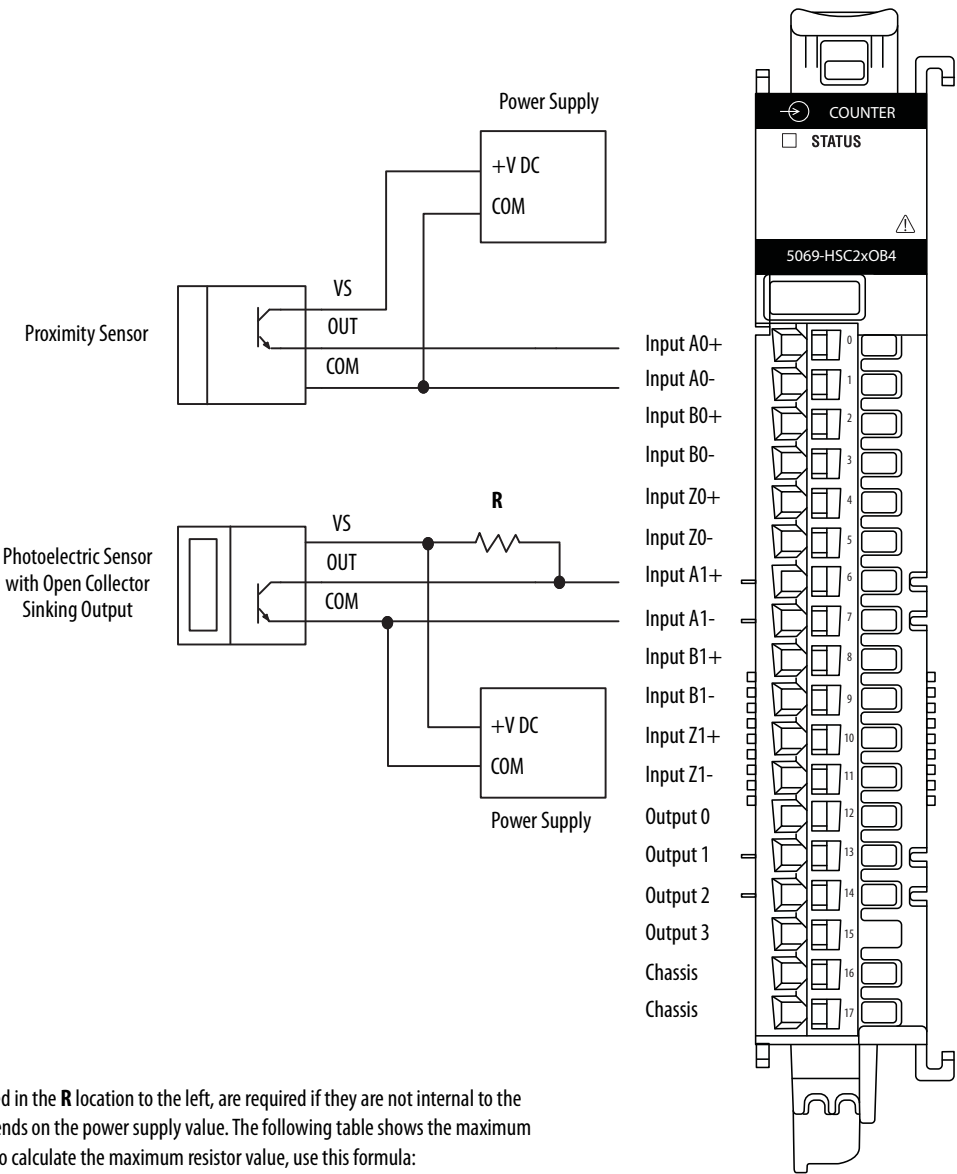 Power Supply
+V DC
COM
VS
OUT
COM
Proximity Sensor
R
VS
OUT
COM
Photoelectric Sensor
with Open Collector
Sinking Output
+V DC
COM
Power Supply
COUNTER
STATUS
5069-HSC2xOB4
Input A0+ 0
Input A0- 1
Input B0+ 2
Input B0- 3
Input Z0+ 4
Input Z0- 5
Input A1+ 6
Input A1- 7
Input B1+ 8
Input B1- 9
Input Z1+ 10
Input Z1- 11
Output 0 12
Output 1 13
Output 2 14
Output 3 15
Chassis 16
Chassis 17
ed in the R location to the left, are required if they are not internal to the
ends on the power supply value. The following table shows the maximum
o calculate the maximum resistor value, use this formula: